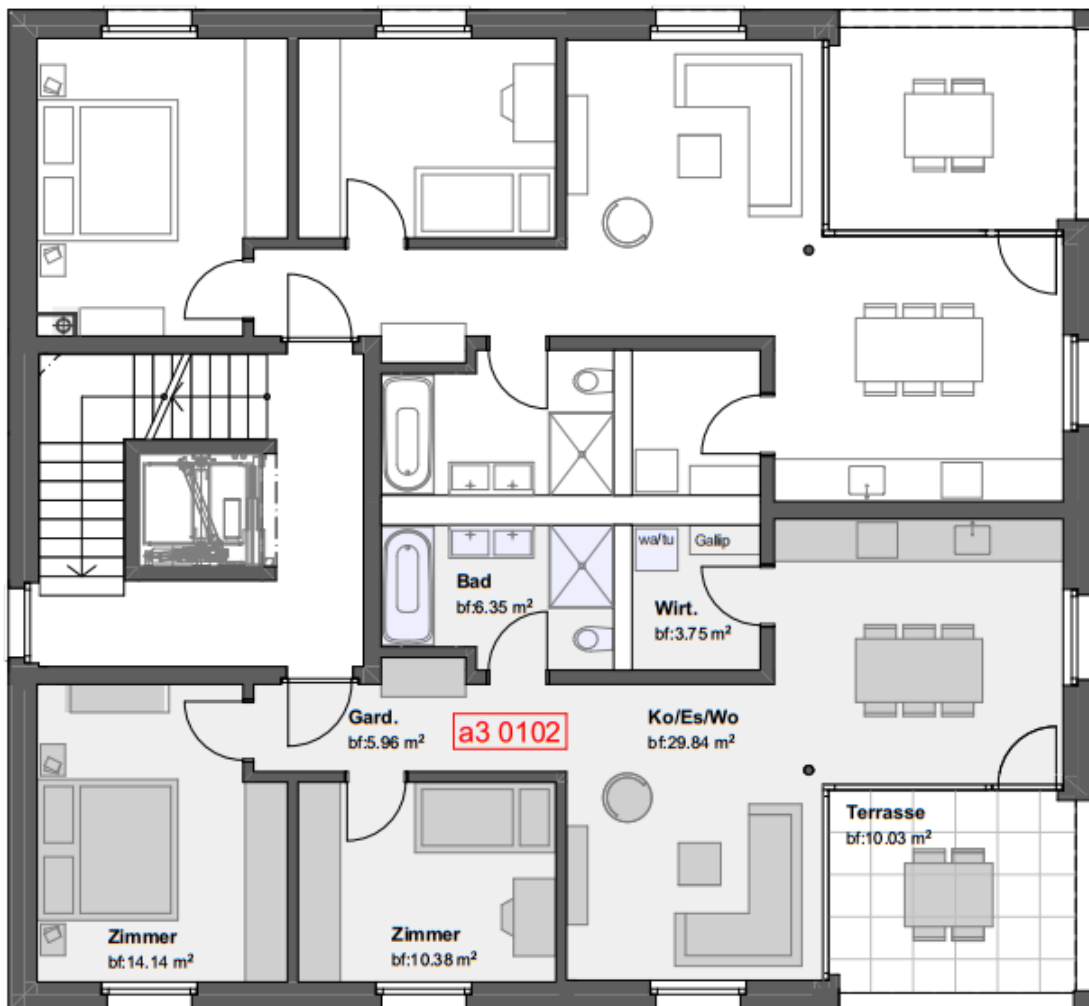 wa/tu
Gallip
Bad
bf:6.35 m²
Wirt.
bf:3.75 m²
Gard.
bf:5.96 m²
a3 0102
Ko/Es/Wo
bf:29.84 m²
Terrasse
bf:10.03 m²
Zimmer
bf:14.14 m²
Zimmer
bf:10.38 m²